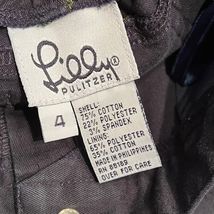 Lilly®
PULITZER
4
SHELL:
75% COTTON
22% POLYESTER
3% SPANDEX
LINING:
65% POLYESTER
35% COTTON
MADE IN PHILIPPINES
RN 89189
OVER FOR CARE